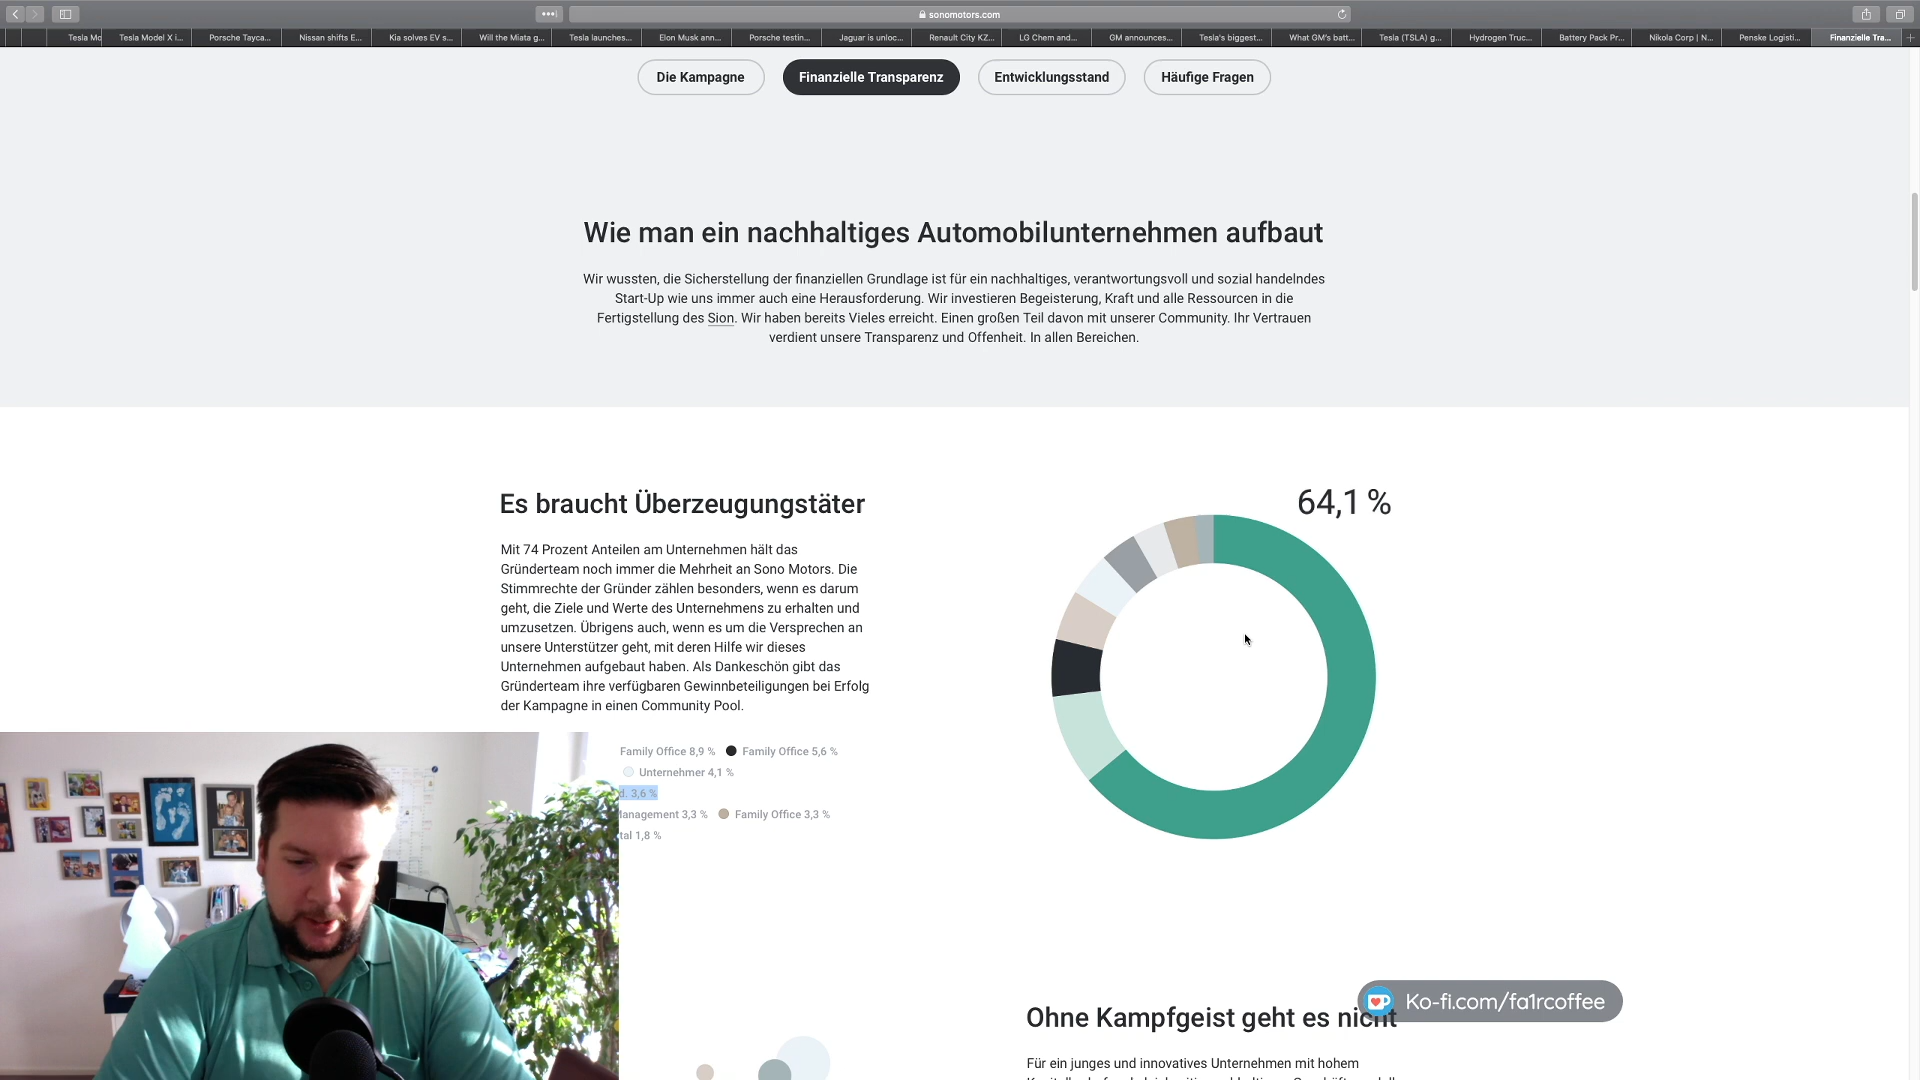 sonomotors.com
Tesla Mo
Tesla Model X i...
Porsche Tayca...
Nissan shifts E...
Kia solves EV s...
Will the Miata g...
Tesla launches...
Elon Musk ann...
Porsche testin...
Jaguar is unloc...
Renault City KZ...
LG Chem and...
GM announces...
Tesla's biggest...
What GM's batt...
Tesla (TSLA) g...
Hydrogen Truc...
Battery Pack Pr...
Nikola Corp | N...
Penske Logisti...
Finanzielle Tra...
Die Kampagne
Finanzielle Transparenz
Entwicklungsstand
Häufige Fragen
Wie man ein nachhaltiges Automobilunternehmen aufbaut
Wir wussten, die Sicherstellung der finanziellen Grundlage ist für ein nachhaltiges, verantwortungsvoll und sozial handelndes
Start-Up wie uns immer auch eine Herausforderung. Wir investieren Begeisterung, Kraft und alle Ressourcen in die
Fertigstellung des Sion. Wir haben bereits Vieles erreicht. Einen großen Teil davon mit unserer Community. Ihr Vertrauen
verdient unsere Transparenz und Offenheit. In allen Bereichen.
Es braucht Überzeugungstäter
Mit 74 Prozent Anteilen am Unternehmen hält das
Gründerteam noch immer die Mehrheit an Sono Motors. Die
Stimmrechte der Gründer zählen besonders, wenn es darum
geht, die Ziele und Werte des Unternehmens zu erhalten und
umzusetzen. Übrigens auch, wenn es um die Versprechen an
unsere Unterstützer geht, mit deren Hilfe wir dieses
Unternehmen aufgebaut haben. Als Dankeschön gibt das
Gründerteam ihre verfügbaren Gewinnbeteiligungen bei Erfolg
der Kampagne in einen Community Pool.
Family Office 8,9 % Family Office 5,6 %
Unternehmer 4,1 %
d. 3,6 %
anagement 3,3 % Family Office 3,3 %
tal 1,8 %
64,1 %
Ohne Kampfgeist geht es nicht
Ko-fi.com/fa1rcoffee
Für ein junges und innovatives Unternehmen mit hohem